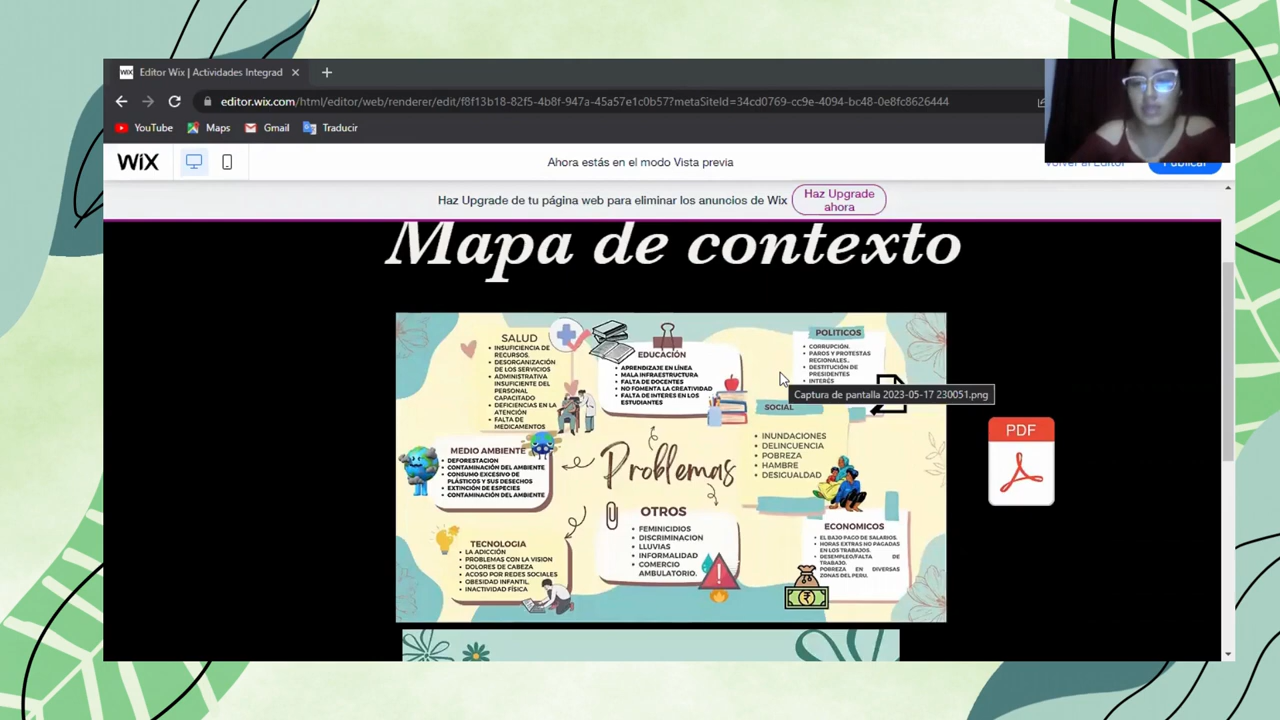 Editor Wix | Actividades Integrad
editor.wix.com/html/editor/web/renderer/edit/f8f13b18-82f5-4b8f-947a-45a57e1c0b57?metaSiteId=34cd0769-cc9e-4094-bc48-0e8fc8626444
YouTube Maps Gmail Traducir
WiX
Ahora estás en el modo Vista previa
Volver al Editor
Publicar
Haz Upgrade de tu página web para eliminar los anuncios de Wix
Haz Upgrade
ahora
Mapa de contexto
SALUD
INSUFICIENCIA DE
RECURSOS.
DESORGANIZACIÓN
DE LOS SERVICIOS
ADMINISTRATIVA
INSUFICIENTE DEL
PERSONAL
CAPACITADO
DEFICIENCIAS EN LA
ATENCIÓN
FALTA DE
MEDICAMENTOS
EDUCACIÓN
APRENDIZAJE EN LÍNEA
MALA INFRAESTRUCTURA
FALTA DE DOCENTES
NO FOMENTA LA CREATIVIDAD
FALTA DE INTERES EN LOS
ESTUDIANTES
POLITICOS
CORRUPCIÓN.
PAROS Y PROTESTAS
REGIONALES.
DESTITUCIÓN DE
PRESIDENTES
INTERÉS
Captura de pantalla 2023-05-17 230051.png
SOCIAL
INUNDACIONES
DELINCUENCIA
POBREZA
HAMBRE
DESIGUALDAD
PDF
MEDIO AMBIENTE
DEFORESTACION
CONTAMINACIÓN DEL AMBIENTE
CONSUMO EXCESIVO DE
PLÁSTICOS Y SUS DESECHOS
EXTINCIÓN DE ESPECIES
CONTAMINACIÓN DEL AMBIENTE
Problemas
OTROS
FEMINICIDIOS
DISCRIMINACION
LLUVIAS
INFORMALIDAD
COMERCIO
AMBULATORIO.
ECONOMICOS
EL BAJO PAGO DE SALARIOS.
HORAS EXTRAS NO PAGADAS
EN LOS TRABAJOS.
DESEMPLEO/FALTA DE
TRABAJO.
POBREZA EN DIVERSAS
ZONAS DEL PERU.
TECNOLOGIA
LA ADICCIÓN
PROBLEMAS CON LA VISION
DOLORES DE CABEZA
ACOSO POR REDES SOCIALES
OBESIDAD INFANTIL
INACTIVIDAD FÍSICA